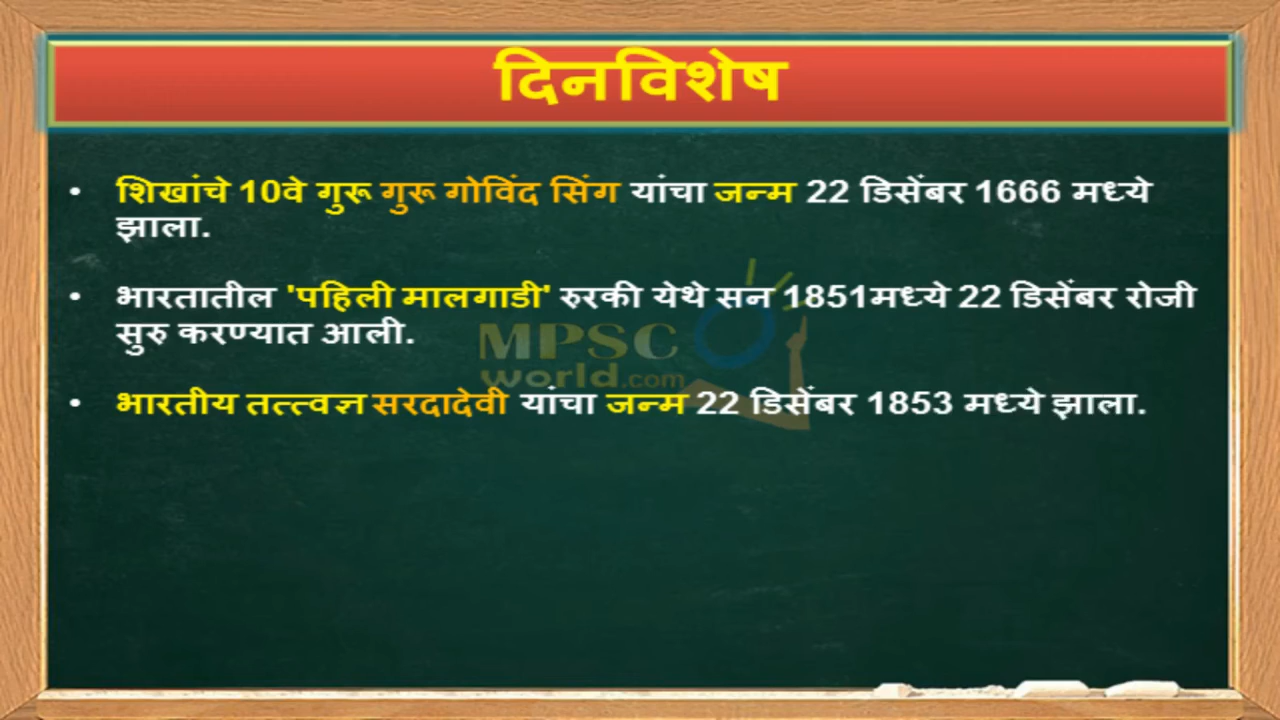 दिनविशेष
• शिखांचे 10वे गुरू गुरू गोविंद सिंग यांचा जन्म 22 डिसेंबर 1666 मध्ये
झाला.
• भारतातील 'पहिली मालगाडी' रुरकी येथे सन 1851मध्ये 22 डिसेंबर रोजी
सुरु करण्यात आली.
MPSC
world.com
• भारतीय तत्त्वज्ञ सरदादेवी यांचा जन्म 22 डिसेंबर 1853 मध्ये झाला.